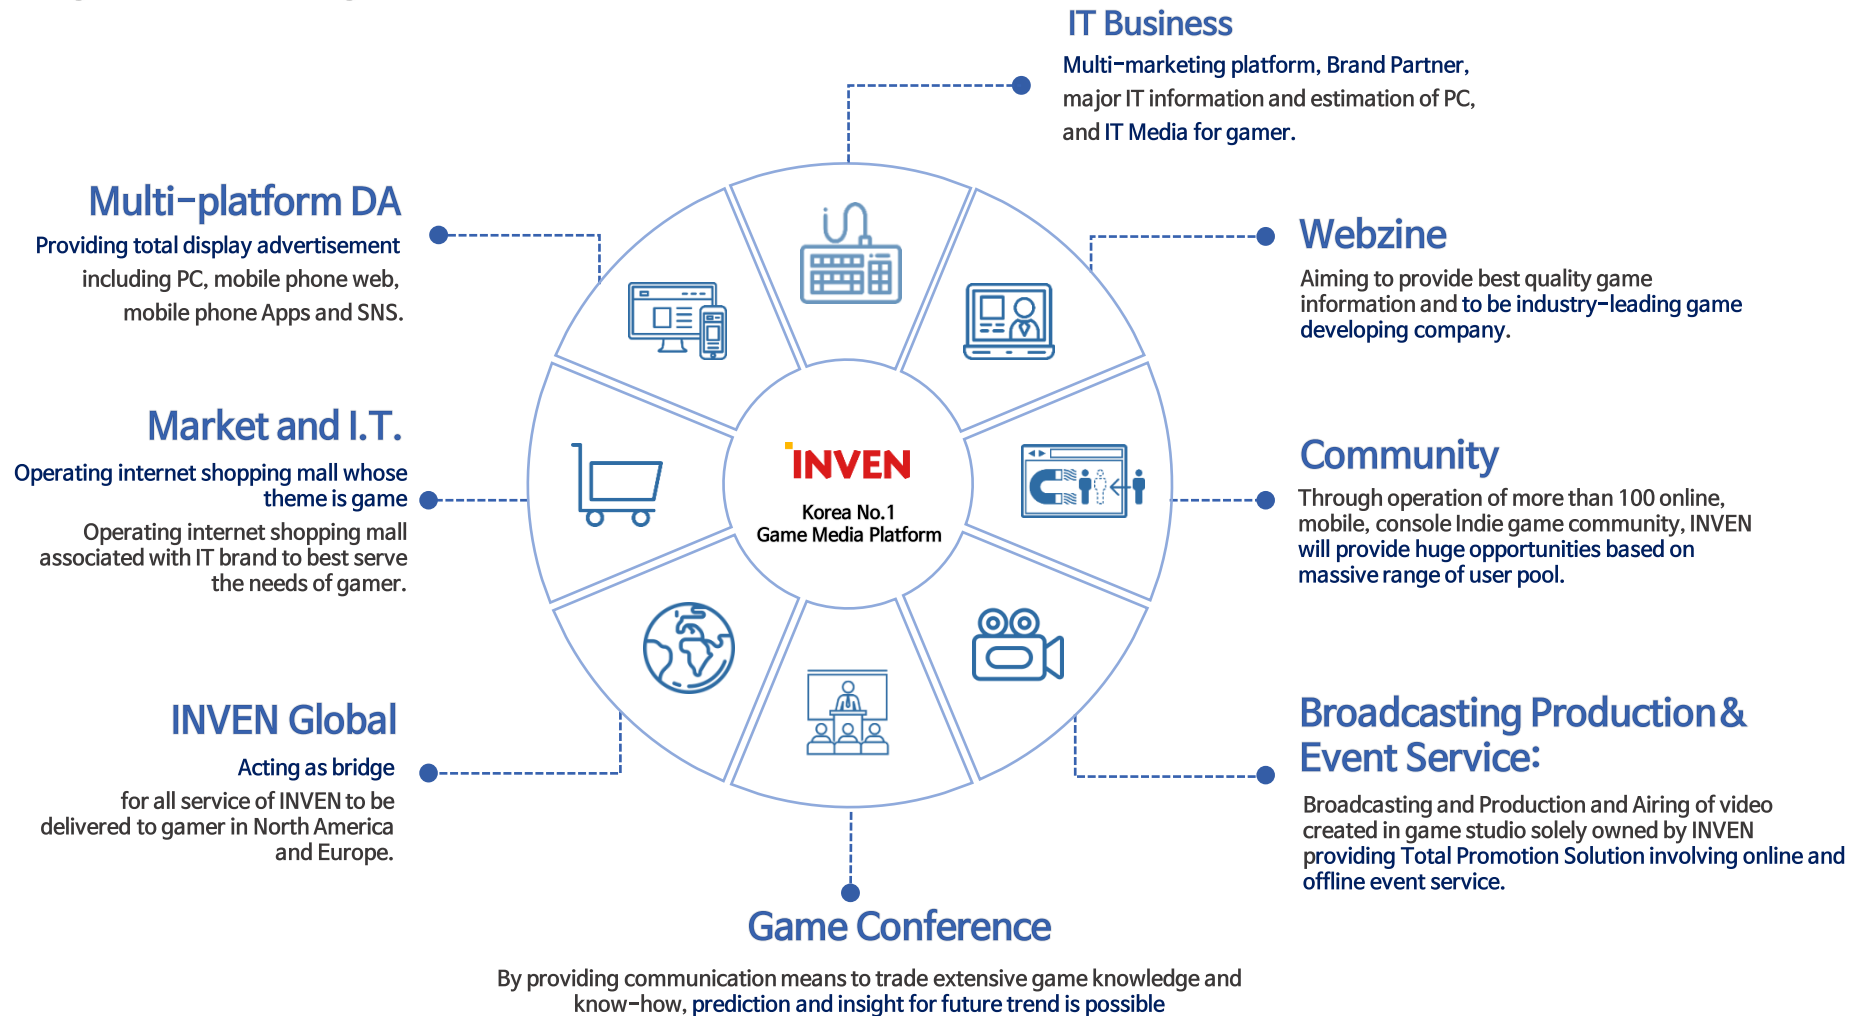 IT Business
Multi-marketing platform, Brand Partner,
major IT information and estimation of PC,
and IT Media for gamer.
Multi-platform DA
Providing total display advertisement
including PC, mobile phone web,
mobile phone Apps and SNS.
Webzine
Aiming to provide best quality game
information and to be industry-leading game
developing company.
Market and I.T.
Operating internet shopping mall whose
theme is game
Operating internet shopping mall
associated with IT brand to best serve
the needs of gamer.
INVEN
Korea No.1
Game Media Platform
Community
Through operation of more than 100 online,
mobile, console Indie game community, INVEN
will provide huge opportunities based on
massive range of user pool.
INVEN Global
Acting as bridge
for all service of INVEN to be
delivered to gamer in North America
and Europe.
Broadcasting Production &
Event Service:
Broadcasting and Production and Airing of video
created in game studio solely owned by INVEN
providing Total Promotion Solution involving online and
offline event service.
Game Conference
By providing communication means to trade extensive game knowledge and
know-how, prediction and insight for future trend is possible